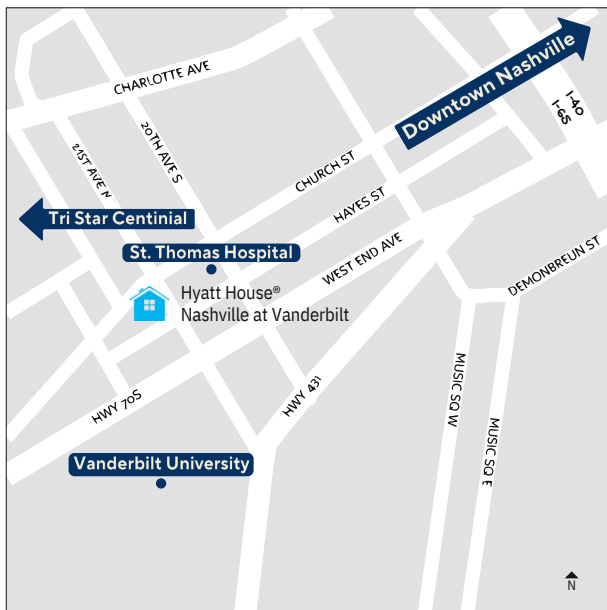 CHARLOTTE AVE
Downtown Nashville
I-40
I-65
20TH AVE S
21ST AVE N
CHURCH ST
HAYES ST
Tri Star Centinial
St. Thomas Hospital
WEST END AVE
DEMONBREUN ST
Hyatt House®
Nashville at Vanderbilt
HWY 70S
HWY 431
MUSIC SQ W
MUSIC SQ E
Vanderbilt University
N